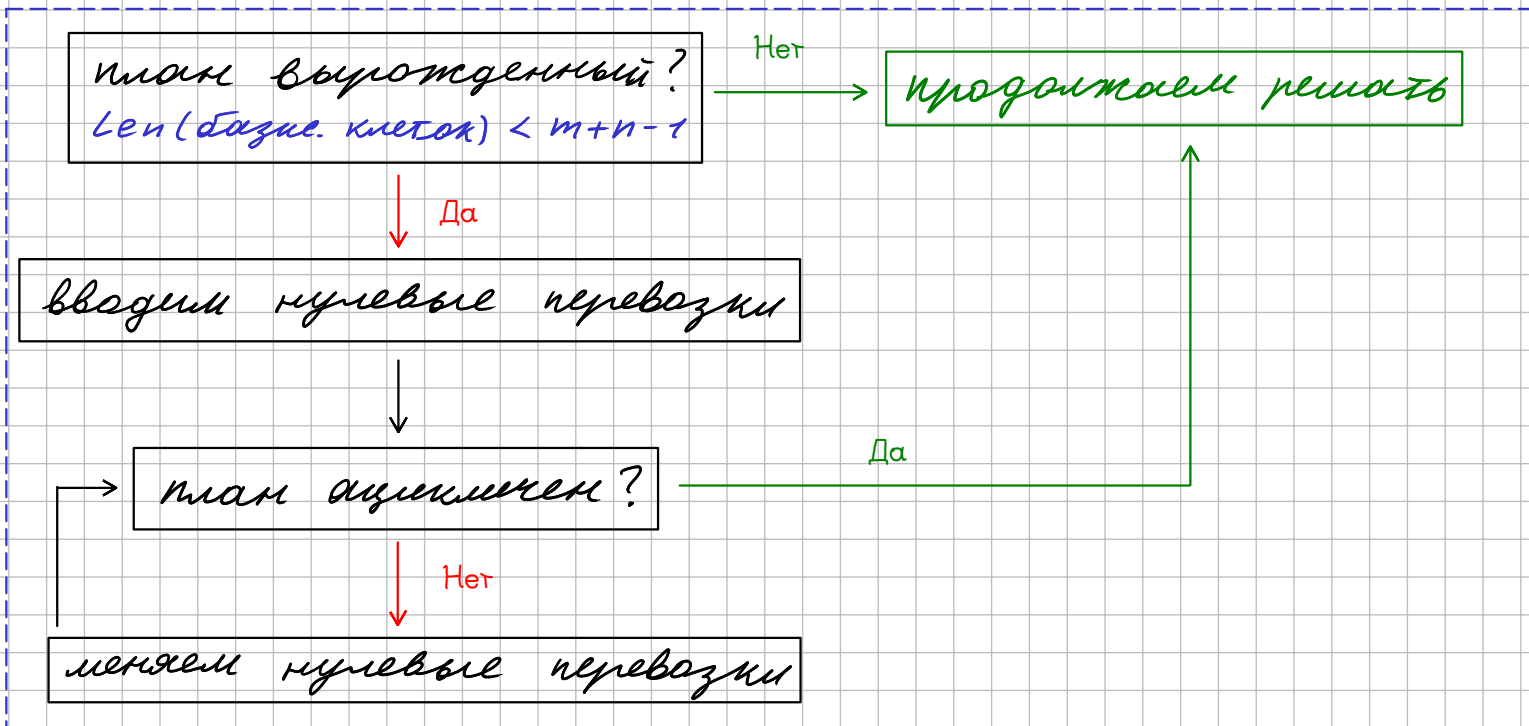 план вырожденный?
Len(базис. клеток) < m+n-1
Нет
продолжаем решать
Да
вводим нулевые перевозки
план ацикличен?
Да
Нет
меняем нулевые перевозки